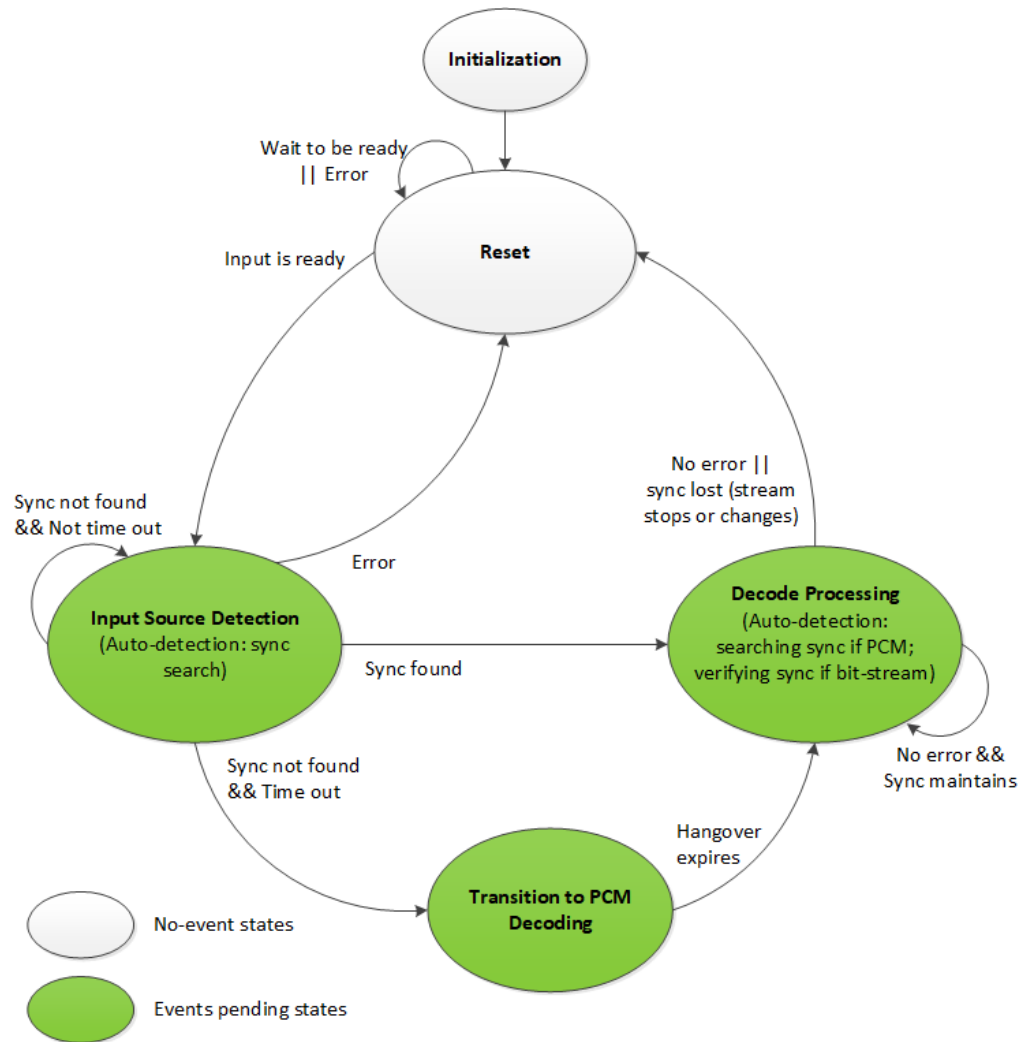 Initialization
Wait to be ready
|| Error
Reset
Input is ready
No error ||
sync lost (stream
stops or changes)
Sync not found
&& Not time out
Error
Input Source Detection
(Auto-detection: sync
search)
Decode Processing
(Auto-detection:
searching sync if PCM;
verifying sync if bit-stream)
Sync found
No error &&
Sync maintains
Sync not found
&& Time out
Hangover
expires
Transition to PCM
Decoding
No-event states
Events pending states